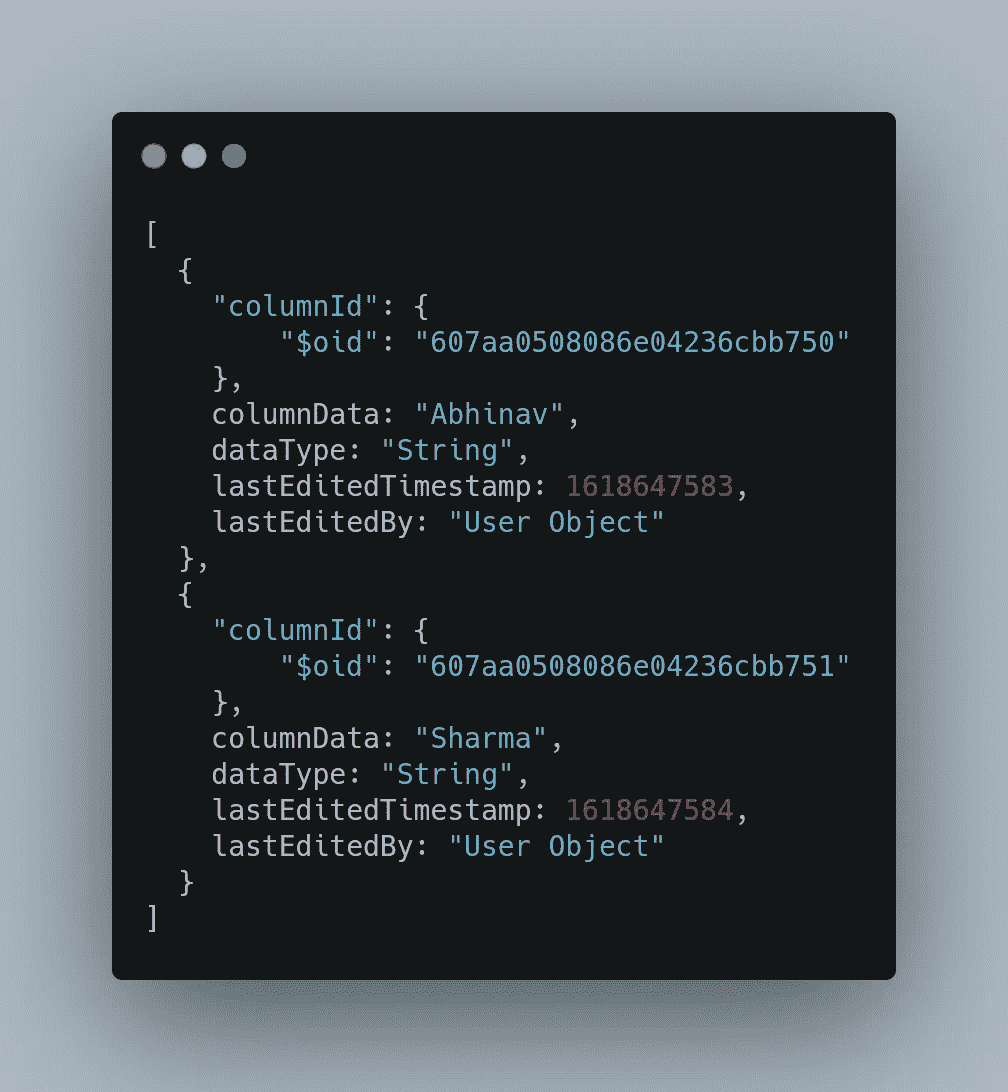 [
  {
    "columnId": {
        "$oid": "607aa0508086e04236cbb750"
    },
    columnData: "Abhinav",
    dataType: "String",
    lastEditedTimestamp: 1618647583,
    lastEditedBy: "User Object"
  },
  {
    "columnId": {
        "$oid": "607aa0508086e04236cbb751"
    },
    columnData: "Sharma",
    dataType: "String",
    lastEditedTimestamp: 1618647584,
    lastEditedBy: "User Object"
  }
]